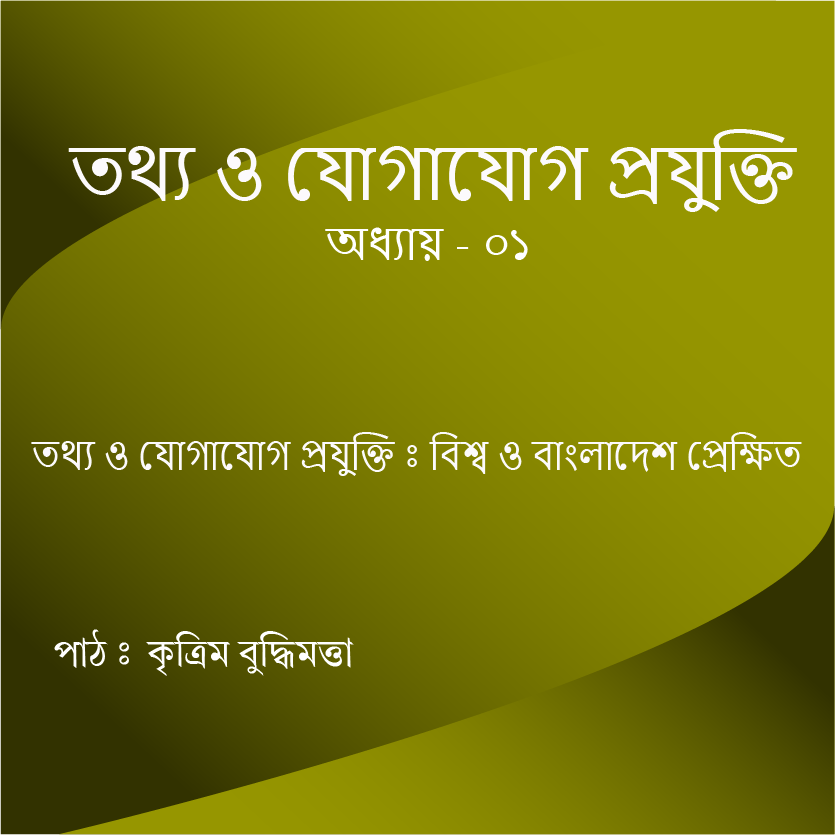 তথ্য ও যোগাযোগ প্রযুক্তি
অধ্যায় - ০১
তথ্য ও যোগাযোগ প্রযুক্তি ঃ বিশ্ব ও বাংলাদেশ প্রেক্ষিত
পাঠ ঃ কৃত্রিম বুদ্ধিমত্তা